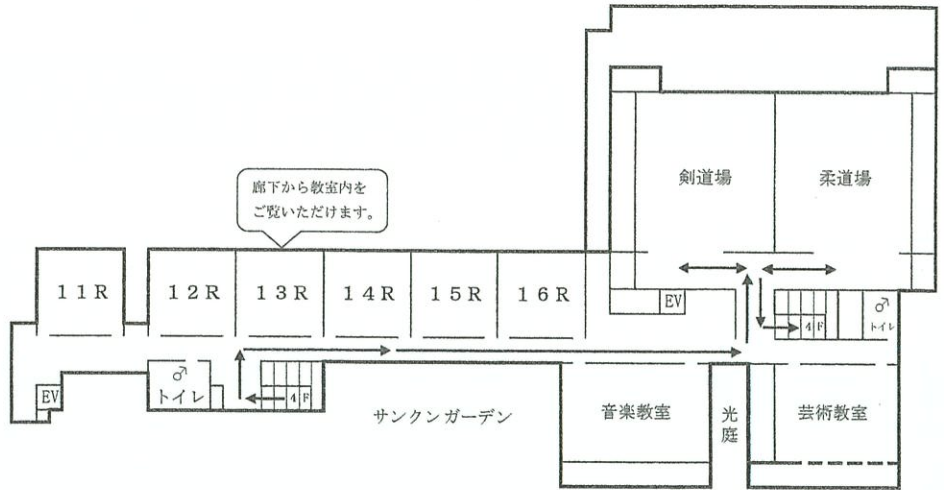 廊下から教室内を
ご覧いただけます。
剣道場
柔道場
11R
12R
13R
14R
15R
16R
EV
♂
トイレ
4F
EV
♂
トイレ
4F
サンクンガーデン
音楽教室
光庭
芸術教室